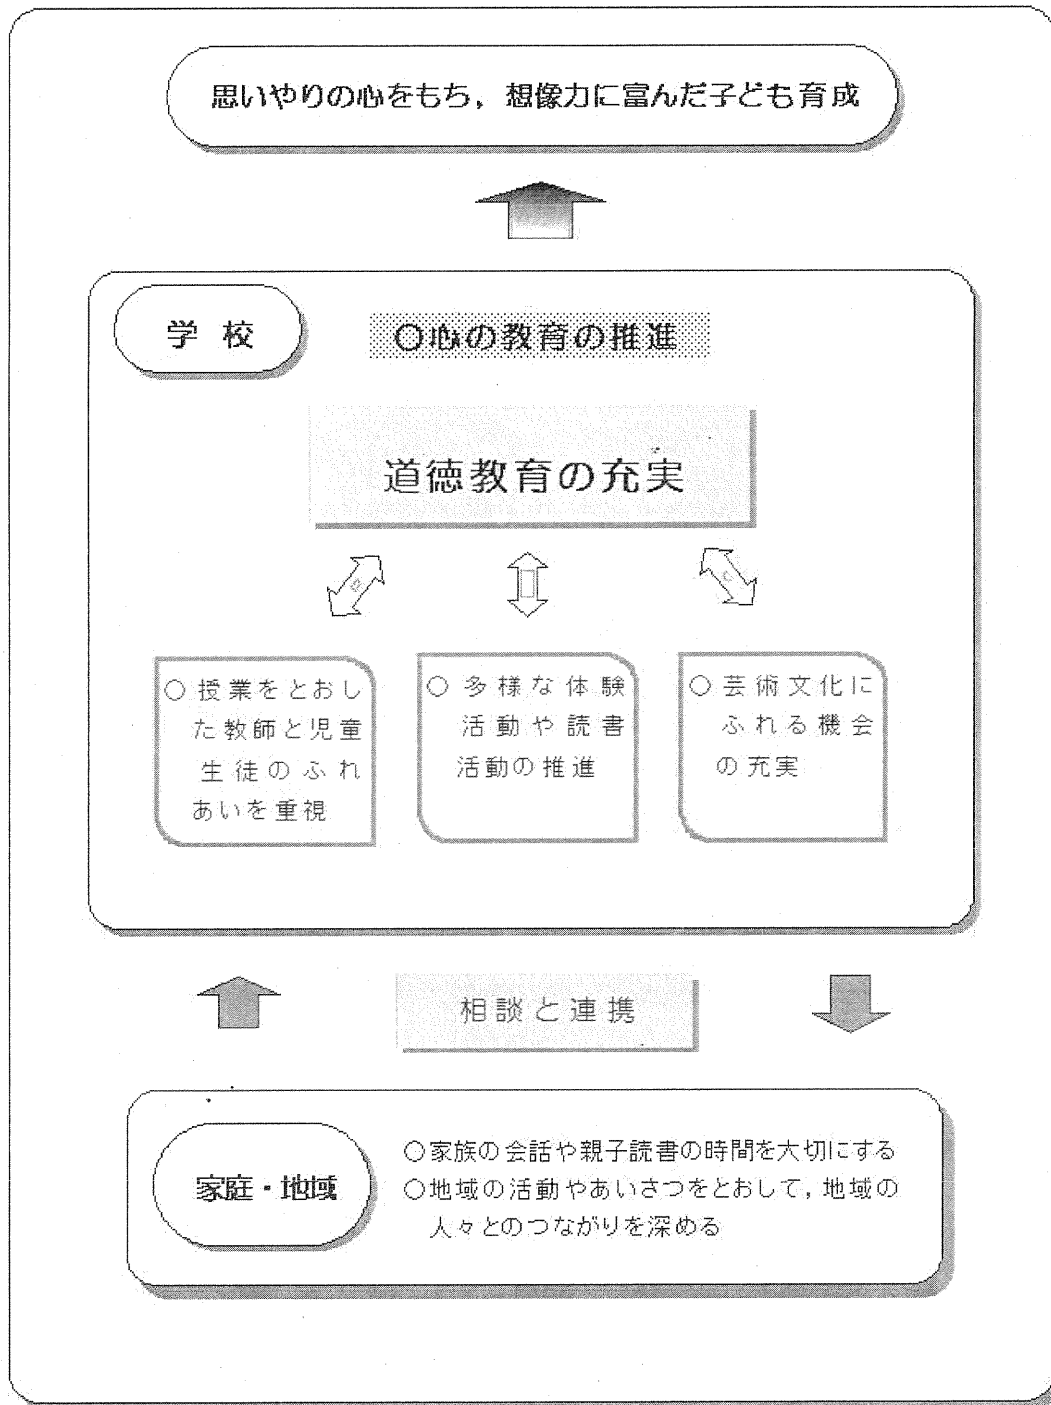 思いやりの心をもち，想像力に富んだ子ども育成
学校
○心の教育の推進
道徳教育の充実
○ 授業をとおし
た教師と児童
生徒のふれ
あいを重視
○ 多様な体験
活動や読書
活動の推進
○ 芸術文化に
ふれる機会
の充実
相談と連携
家庭・地域
○家族の会話や親子読書の時間を大切にする
○地域の活動やあいさつをとおして，地域の
人々とのつながりを深める